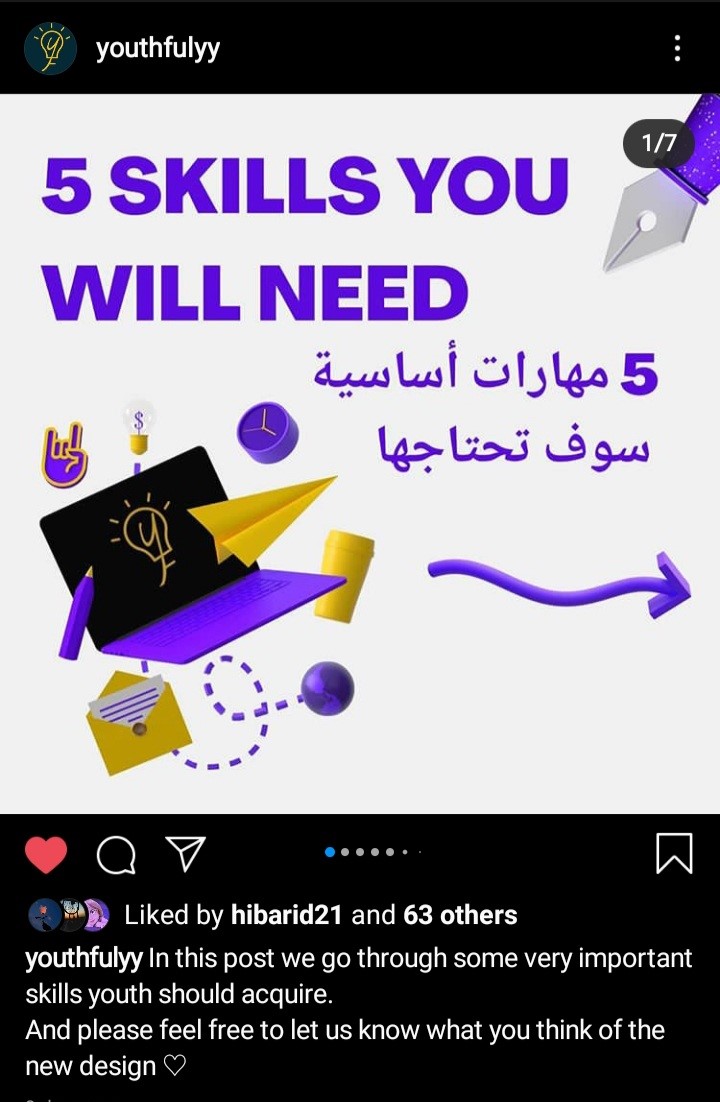 youthfulyy
1/7
5 SKILLS YOU
WILL NEED
5 مهارات أساسية
سوف تحتاجها
$
Liked by hibarid21 and 63 others
youthfulyy In this post we go through some very important
skills youth should acquire.
And please feel free to let us know what you think of the
new design ♡